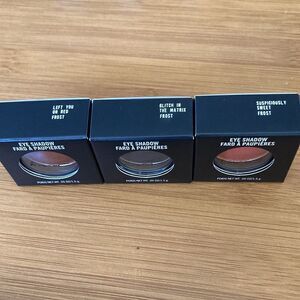 LEFT YOU
ON RED
FROST
EYE SHADOW
FARD À PAUPIÈRES
GLITCH IN
THE MATRIX
FROST
EYE SHADOW
FARD À PAUPIÈRES
SUSPICIOUSLY
SWEET
FROST
EYE SHADOW
FARD À PAUPIÈRES